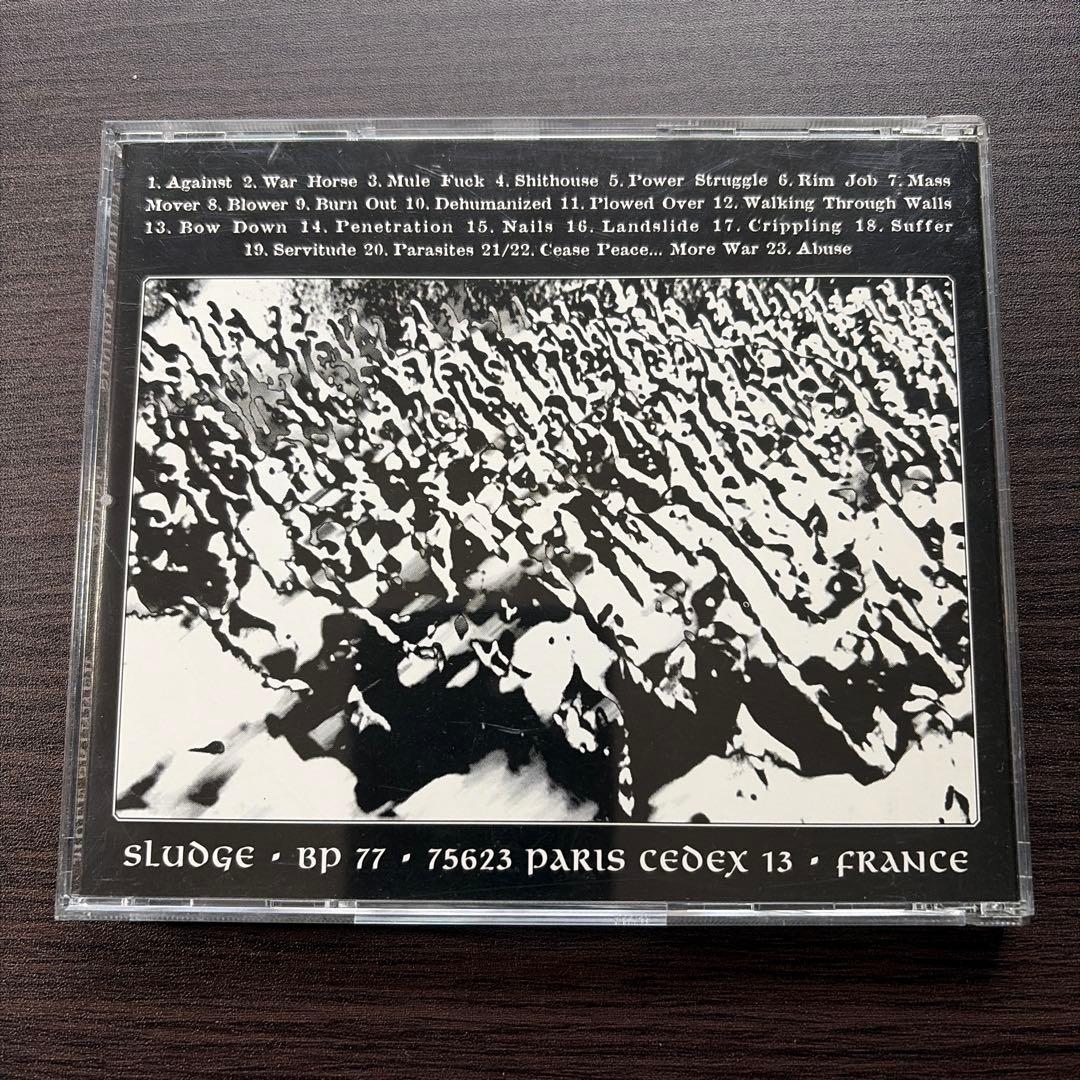 1. Against 2. War Horse 3. Mule Fuck 4. Shithouse 5. Power Struggle 6. Rim Job 7. Mass
Mover 8. Blower 9. Burn Out 10. Dehumanized 11. Plowed Over 12. Walking Through Walls
13. Bow Down 14. Penetration 15. Nails 16. Landslide 17. Crippling 18. Suffer
19. Servitude 20. Parasites 21/22. Cease Peace... More War 23. Abuse
SLUDGE · BP 77 · 75623 PARIS CEDEX 13 · FRANCE